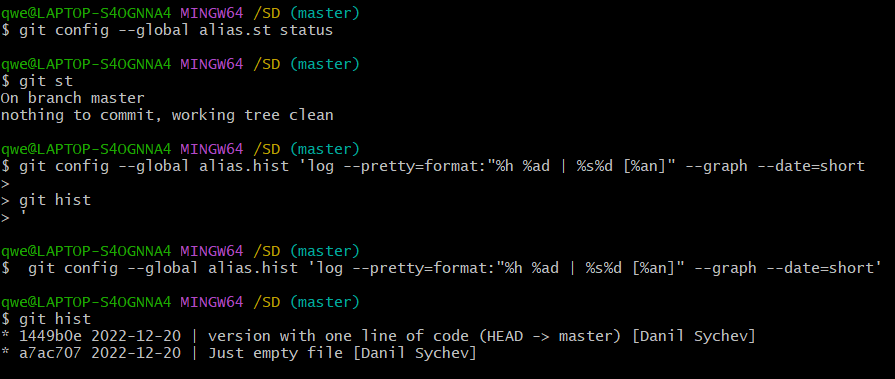 qwe@LAPTOP-S4OGNNA4 MINGW64 /SD (master)
$ git config --global alias.st status
qwe@LAPTOP-S4OGNNA4 MINGW64 /SD (master)
$ git st
On branch master
nothing to commit, working tree clean
qwe@LAPTOP-S4OGNNA4 MINGW64 /SD (master)
$ git config --global alias.hist 'log --pretty=format:"%h %ad | %s%d [%an]" --graph --date=short
>
> git hist
> '
qwe@LAPTOP-S4OGNNA4 MINGW64 /SD (master)
$  git config --global alias.hist 'log --pretty=format:"%h %ad | %s%d [%an]" --graph --date=short'
qwe@LAPTOP-S4OGNNA4 MINGW64 /SD (master)
$ git hist
* 1449b0e 2022-12-20 | version with one line of code (HEAD -> master) [Danil Sychev]
* a7ac707 2022-12-20 | Just empty file [Danil Sychev]